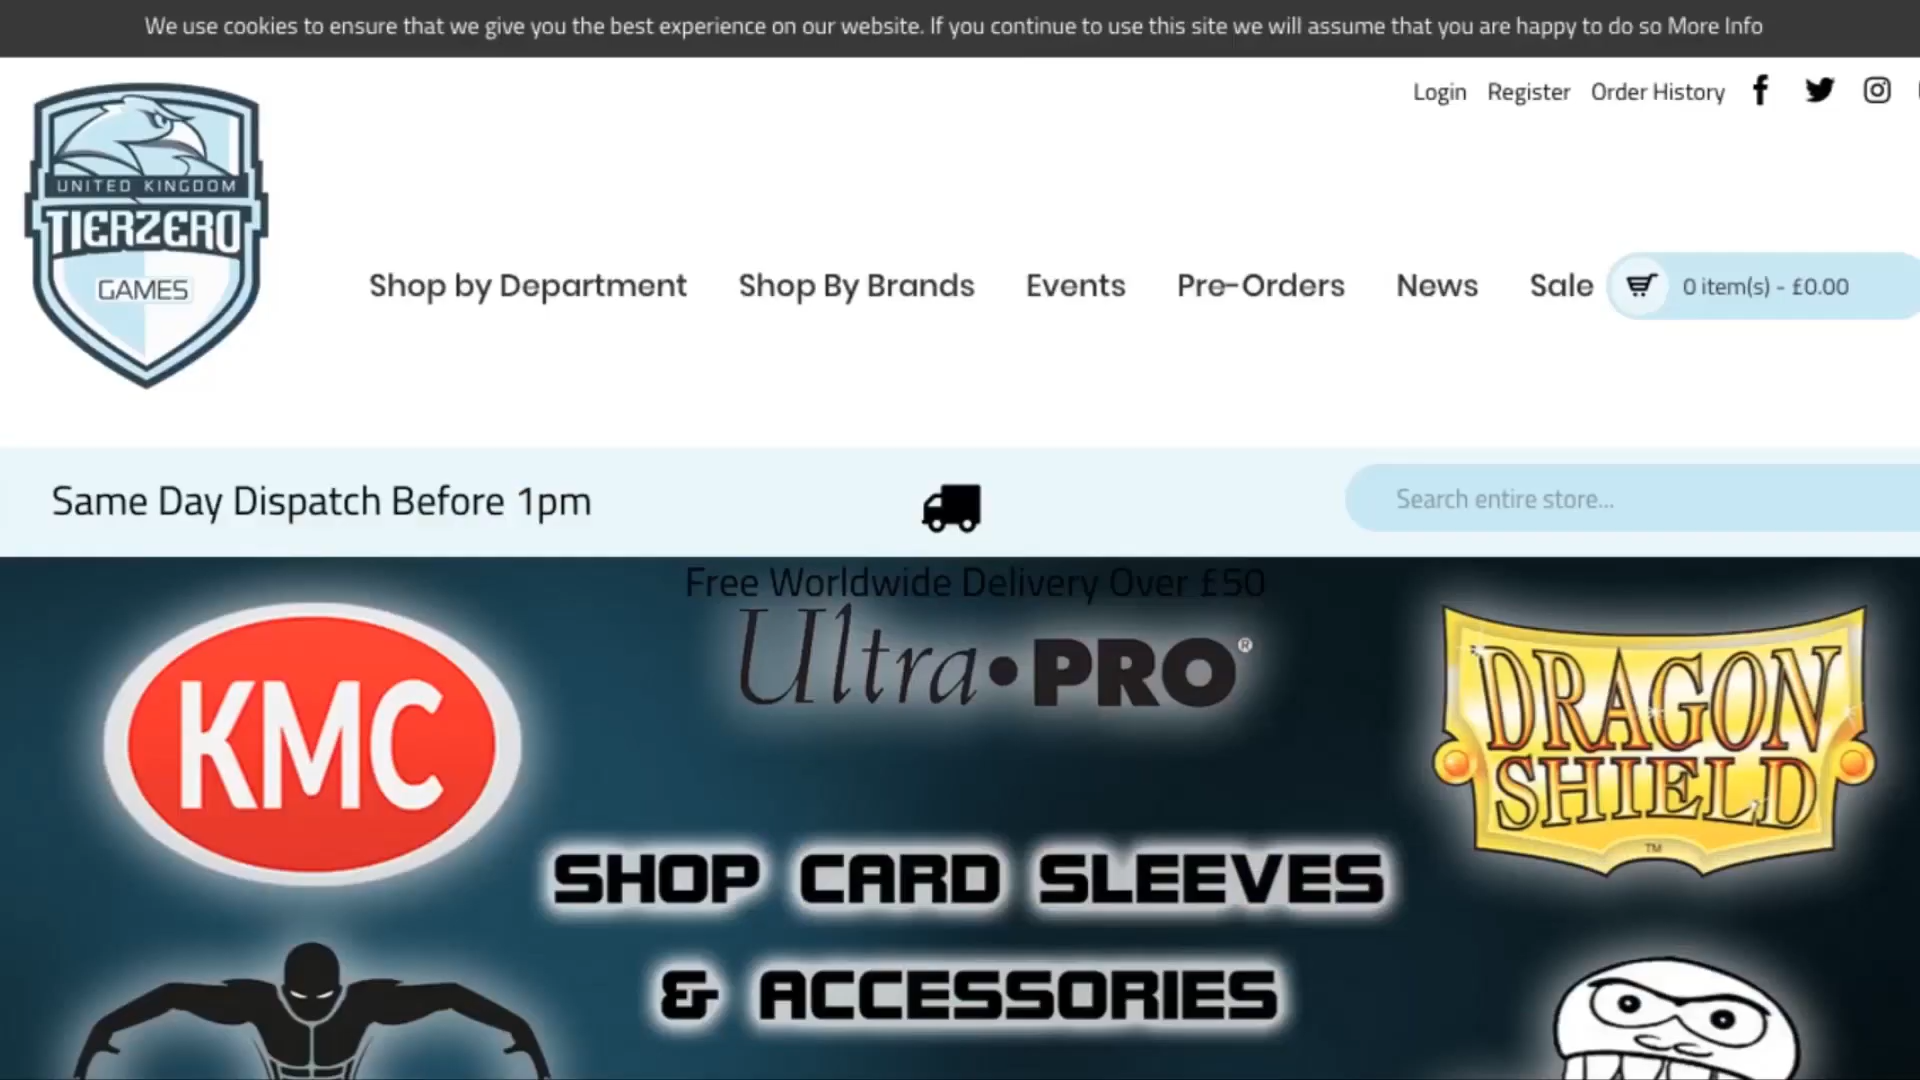 We use cookies to ensure that we give you the best experience on our website. If you continue to use this site we will assume that you are happy to do so More Info
Login Register Order History
UNITED KINGDOM
TIERZERO
GAMES
Shop by Department Shop By Brands Events Pre-Orders News Sale 0 item(s) - £0.00
Same Day Dispatch Before 1pm
Search entire store...
Free Worldwide Delivery Over £50
KMC
Ultra•PRO®
DRAGON
SHIELD
TM
SHOP CARD SLEEVES
& ACCESSORIES